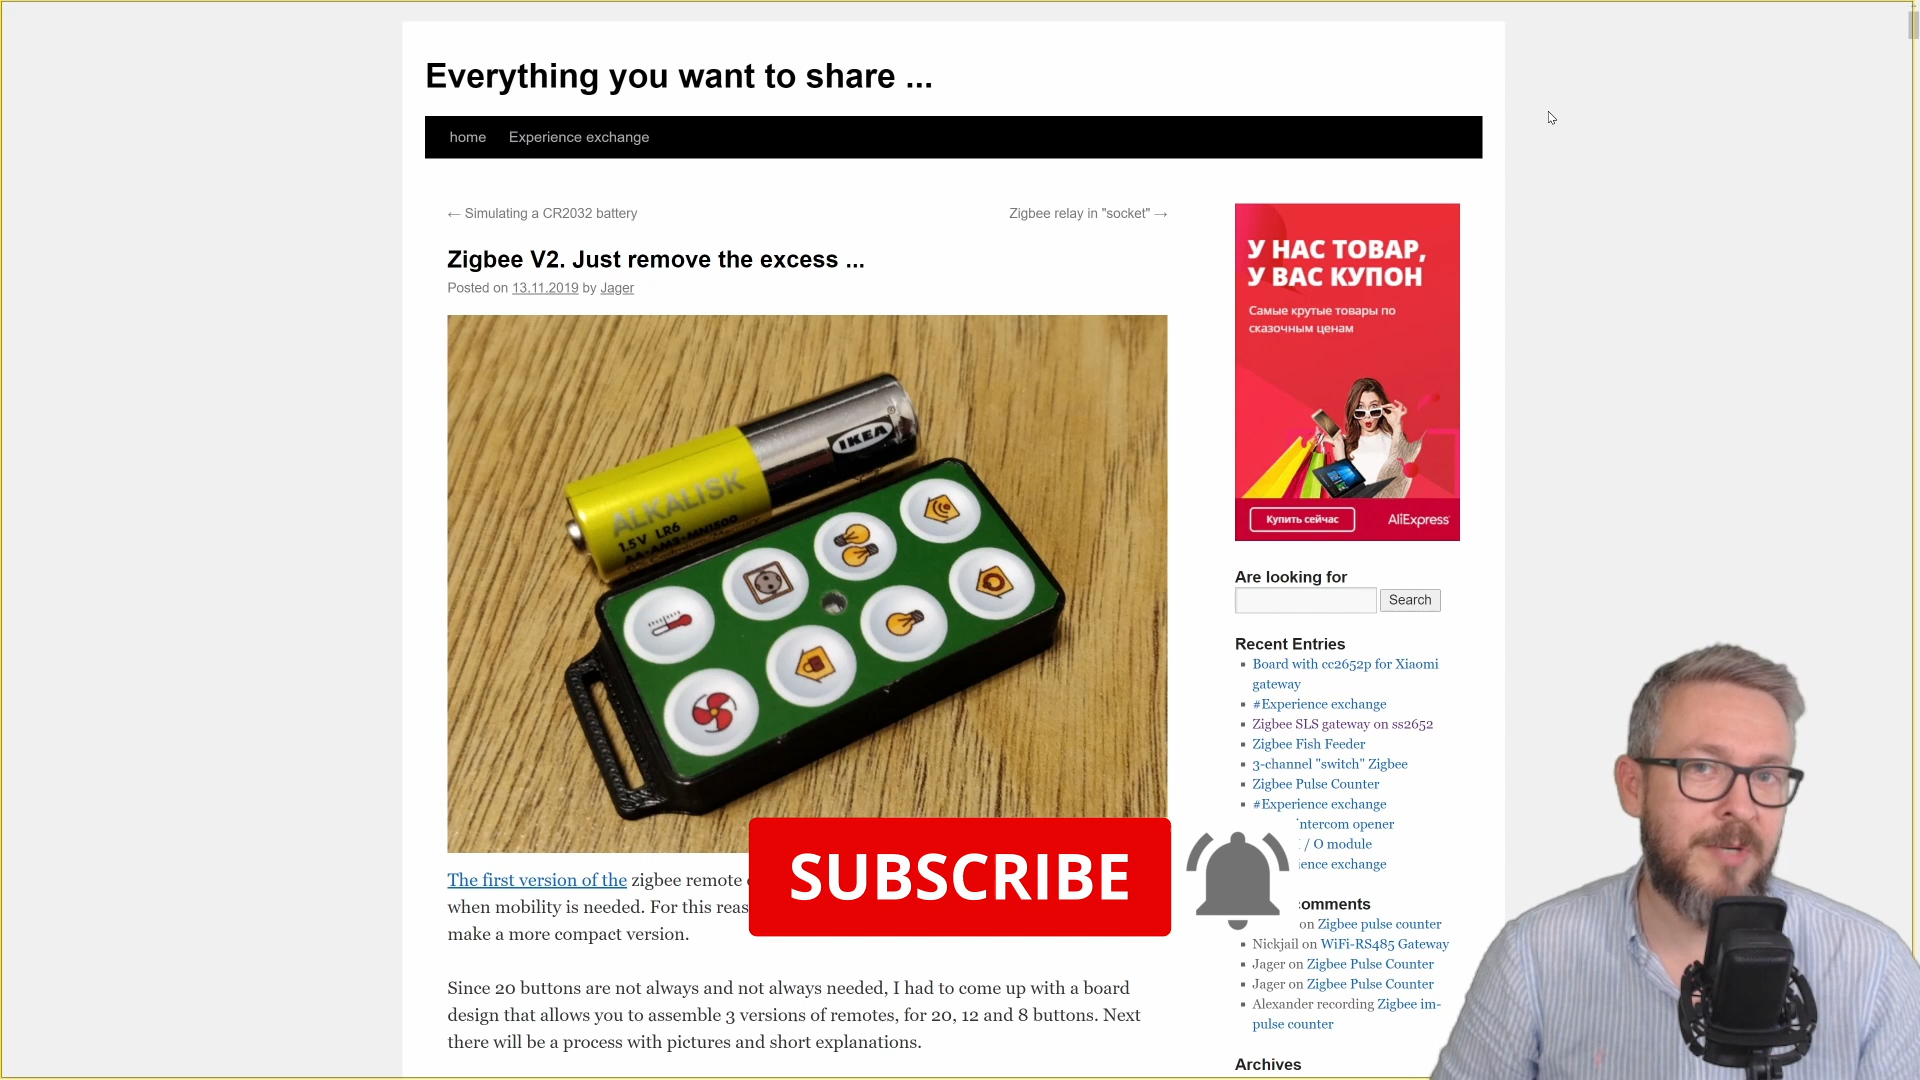 Everything you want to share ...
home Experience exchange
← Simulating a CR2032 battery
Zigbee relay in "socket" →
Zigbee V2. Just remove the excess ...
Posted on 13.11.2019 by Jager
ALKALISK
1.5V LR6
AA•AM3•MN1500
IKEA
The first version of the zigbee remote
when mobility is needed. For this reas
make a more compact version.
Since 20 buttons are not always and not always needed, I had to come up with a board
design that allows you to assemble 3 versions of remotes, for 20, 12 and 8 buttons. Next
there will be a process with pictures and short explanations.
SUBSCRIBE
У НАС ТОВАР,
У ВАС КУПОН
Самые крутые товары по
сказочным ценам
Купить сейчас
AliExpress
Are looking for
Search
Recent Entries
Board with cc2652p for Xiaomi
gateway
#Experience exchange
Zigbee SLS gateway on ss2652
Zigbee Fish Feeder
3-channel "switch" Zigbee
Zigbee Pulse Counter
#Experience exchange
intercom opener
/ O module
ience exchange
omments
on Zigbee pulse counter
Nickjail on WiFi-RS485 Gateway
Jager on Zigbee Pulse Counter
Jager on Zigbee Pulse Counter
Alexander recording Zigbee im-
pulse counter
Archives